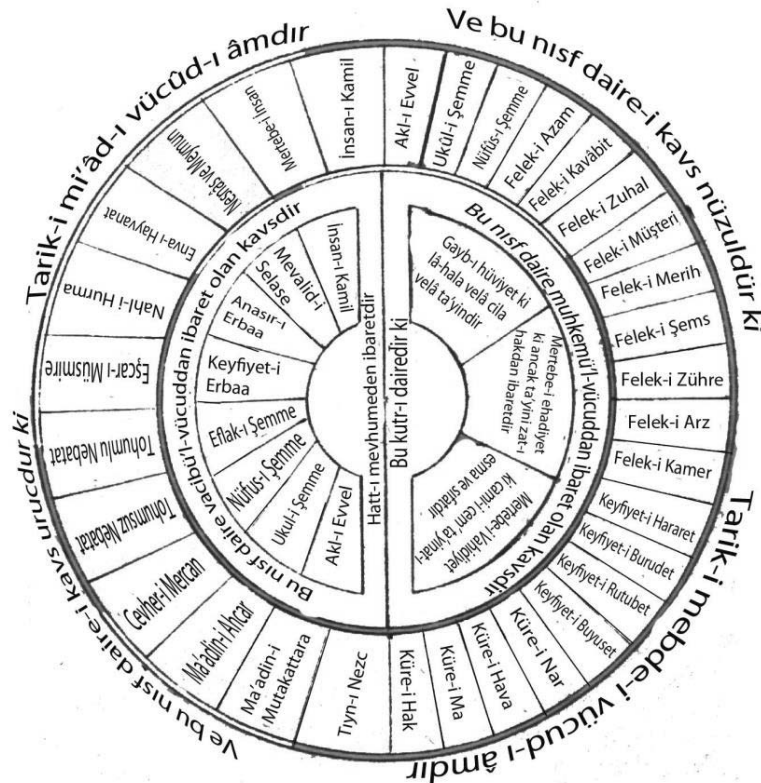 Ve bu nısf daire-i kavs nüzuldür ki
Tarik-i mebde-i vücud-ı âmdır
Ve bu nısf daire-i kavs urucdur ki
Tarik-i mi'âd-ı vücûd-ı âmdır
Akl-ı Evvel
Ukûl-i Şemme
Nüfûs-ı Şemme
Felek-i Azam
Felek-i Kavâbit
Felek-i Zuhal
Felek-i Müşteri
Felek-i Merih
Felek-i Şems
Felek-i Zühre
Felek-i Arz
Felek-i Kamer
Keyfiyet-i Hararet
Keyfiyet-i Burudet
Keyfiyet-i Rutubet
Keyfiyet-i Buyuset
Küre-i Nar
Küre-i Hava
Küre-i Ma
Küre-i Hak
Tıyn-ı Nezc
Ma'adin-i
Mutakattara
Ma'adin-i Ahcar
Cevher-i Mercan
Tohumsuz Nebatat
Tohumlu Nebatat
Eşcar-ı Müsmire
Nahl-i Hurma
Enva-ı Hayvanat
Nesnâs ve Meymun
Mertebe-i İnsan
İnsan-ı Kamil
Bu nısf daire muhkemü'l-vücuddan ibaret olan kavsdir
Gayb-ı hüviyet ki
lâ-hala velâ cila
velâ ta'yindir
Mertebe-i ehadiyet
ki ancak ta'yini zat-ı
hakdan ibaretdir
Mertebe-i Vahidiyet
ki cami-i cem' ta'yinat-ı
esma ve sıfatdır
Bu kutr-ı dairedir ki
Hatt-ı mevhumeden ibaretdir
Bu nısf daire vacibü'l-vücuddan ibaret olan kavsdir
İnsan-ı Kamil
Mevalid-i
Selase
Anasır-ı
Erbaa
Keyfiyet-i
Erbaa
Eflak-ı Şemme
Nüfus-ı Şemme
Ukul-i Şemme
Akl-ı Evvel